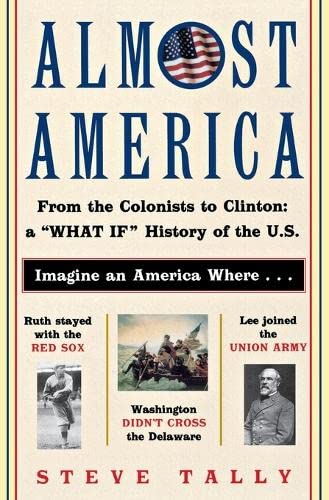 ALMOST
AMERICA
From the Colonists to Clinton:
a “WHAT IF” History of the U.S.
Imagine an America Where . . .
Ruth stayed
with the
RED SOX
Washington
DIDN'T CROSS
the Delaware
Lee joined
the
UNION ARMY
STEVE TALLY